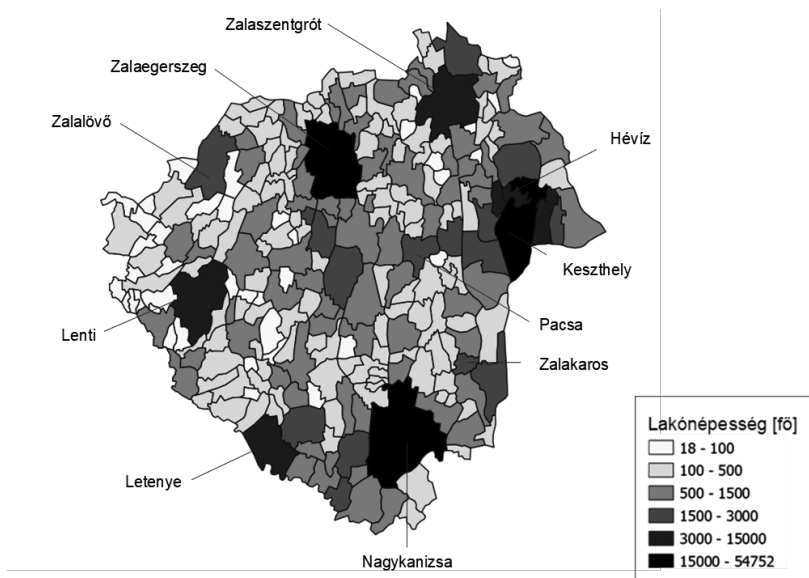 Zalaszentgrót
Zalaegerszeg
Zalalövő
Hévíz
Keszthely
Lenti
Pacsa
Zalakaros
Letenye
Nagykanizsa
Lakónépesség [fő]
18 - 100
100 - 500
500 - 1500
1500 - 3000
3000 - 15000
15000 - 54752